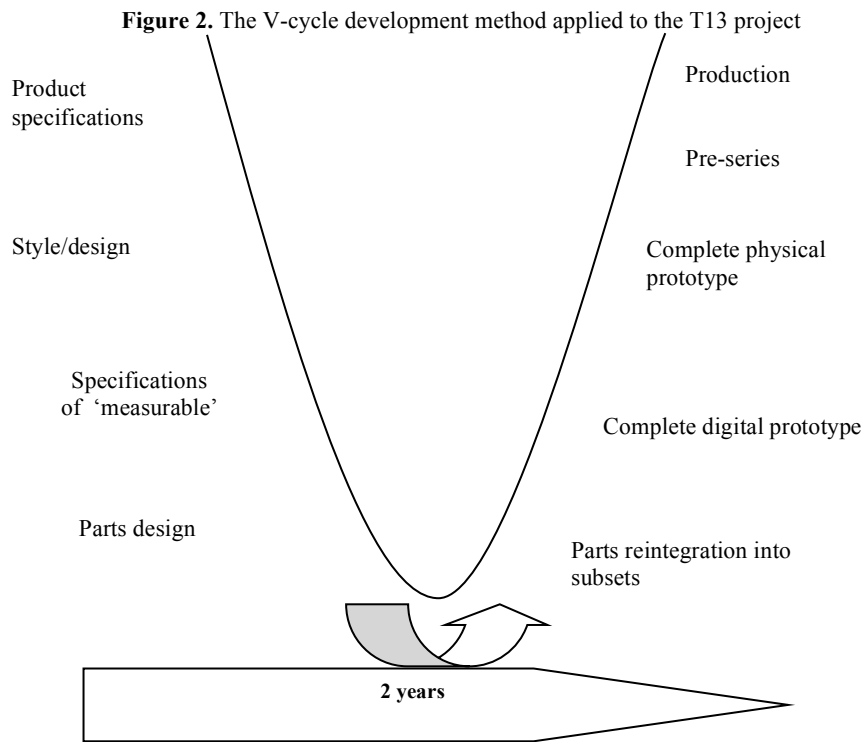 Figure 2. The V-cycle development method applied to the T13 project
Product
specifications
Style/design
Specifications
of ‘measurable’
Parts design
Production
Pre-series
Complete physical
prototype
Complete digital prototype
Parts reintegration into
subsets
2 years